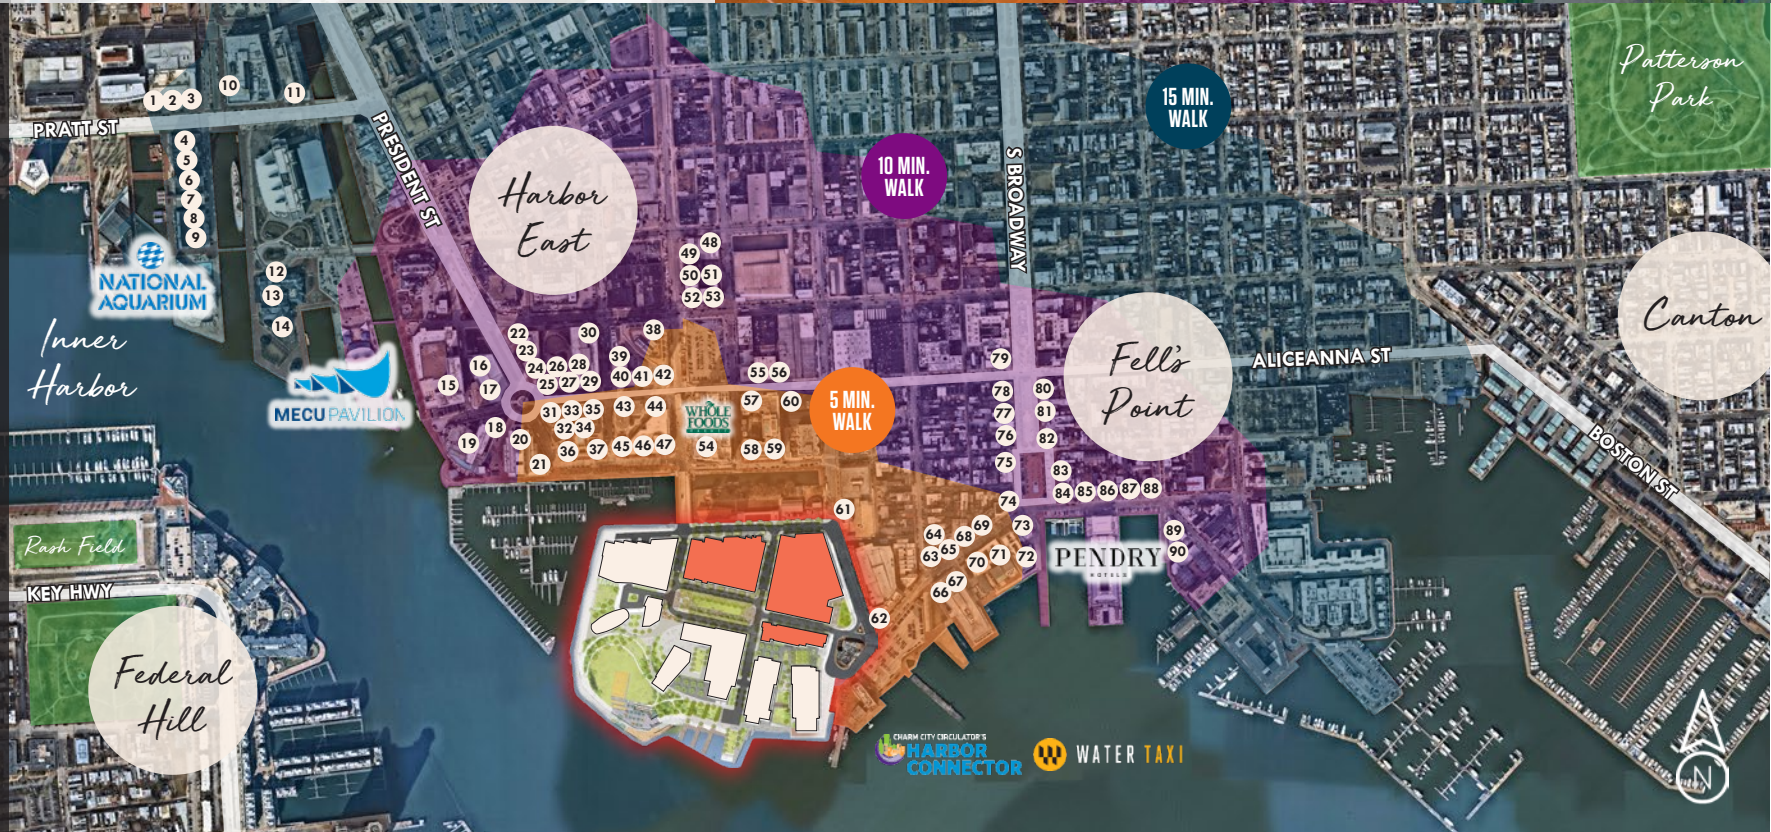 Patterson
Park
10
11
1
2
3
15 MIN.
WALK
PRATT ST
PRESIDENT ST
4
5
6
7
8
9
10 MIN.
WALK
S BROADWAY
Harbor
East
NATIONAL
AQUARIUM
48
49
50
51
52
53
12
13
14
Inner
Harbor
Canton
Fell's
Point
ALICEANNA ST
22
30
38
23
39
24
26
28
16
15
17
25
27
29
40
41
42
55
56
79
MECU PAVILION
31
33
35
43
44
WHOLE
FOODS
MARKET
57
60
5 MIN.
WALK
78
80
77
81
18
32
34
19
20
36
37
45
46
47
54
58
59
76
82
21
75
83
BOSTON ST
84
85
86
87
88
74
61
64
68
69
73
89
63
65
70
71
72
90
PENDRY
HOTELS
67
66
62
Rash Field
KEY HWY
Federal
Hill
CHARM CITY CIRCULATOR'S
HARBOR
CONNECTOR
WATER TAXI
N